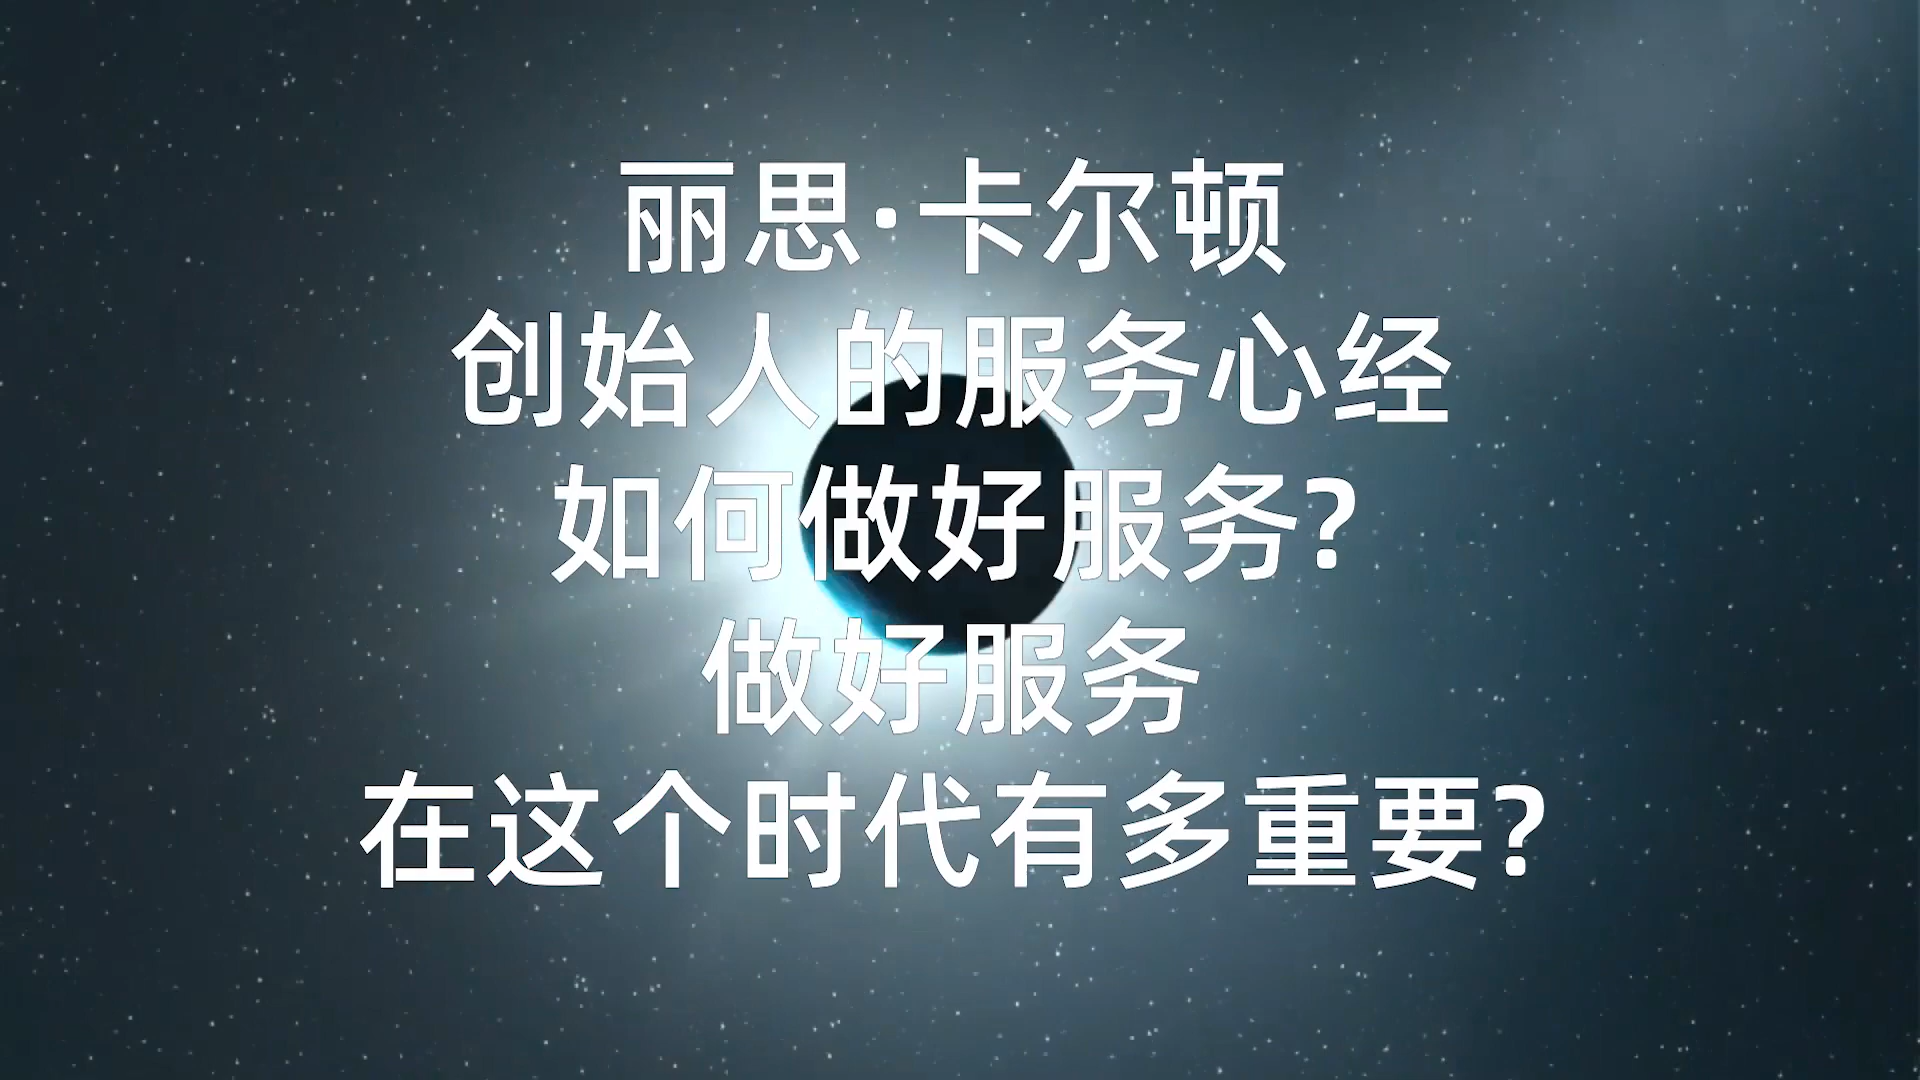 丽思·卡尔顿
创始人的服务心经
如何做好服务?
做好服务
在这个时代有多重要?